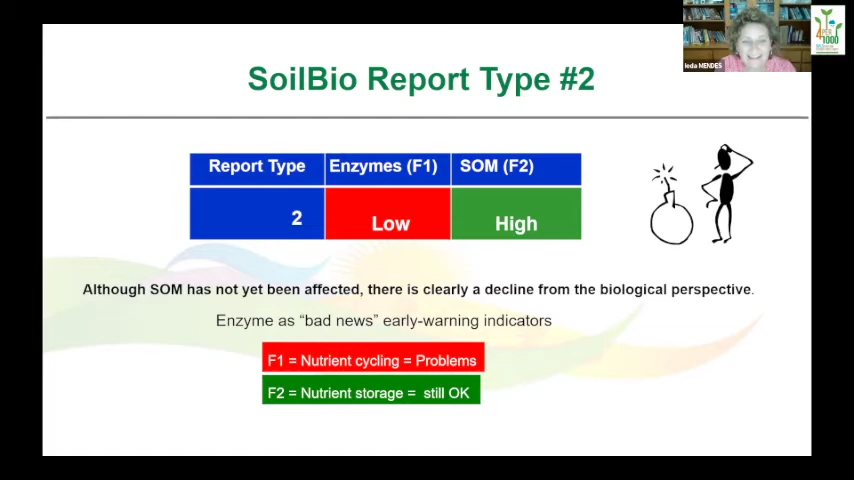 SoilBio Report Type #2
Ieda MENDES
4PER
1000
Report Type Enzymes (F1) SOM (F2)
2 Low High
Although SOM has not yet been affected, there is clearly a decline from the biological perspective.
Enzyme as “bad news” early-warning indicators
F1 = Nutrient cycling = Problems
F2 = Nutrient storage = still OK